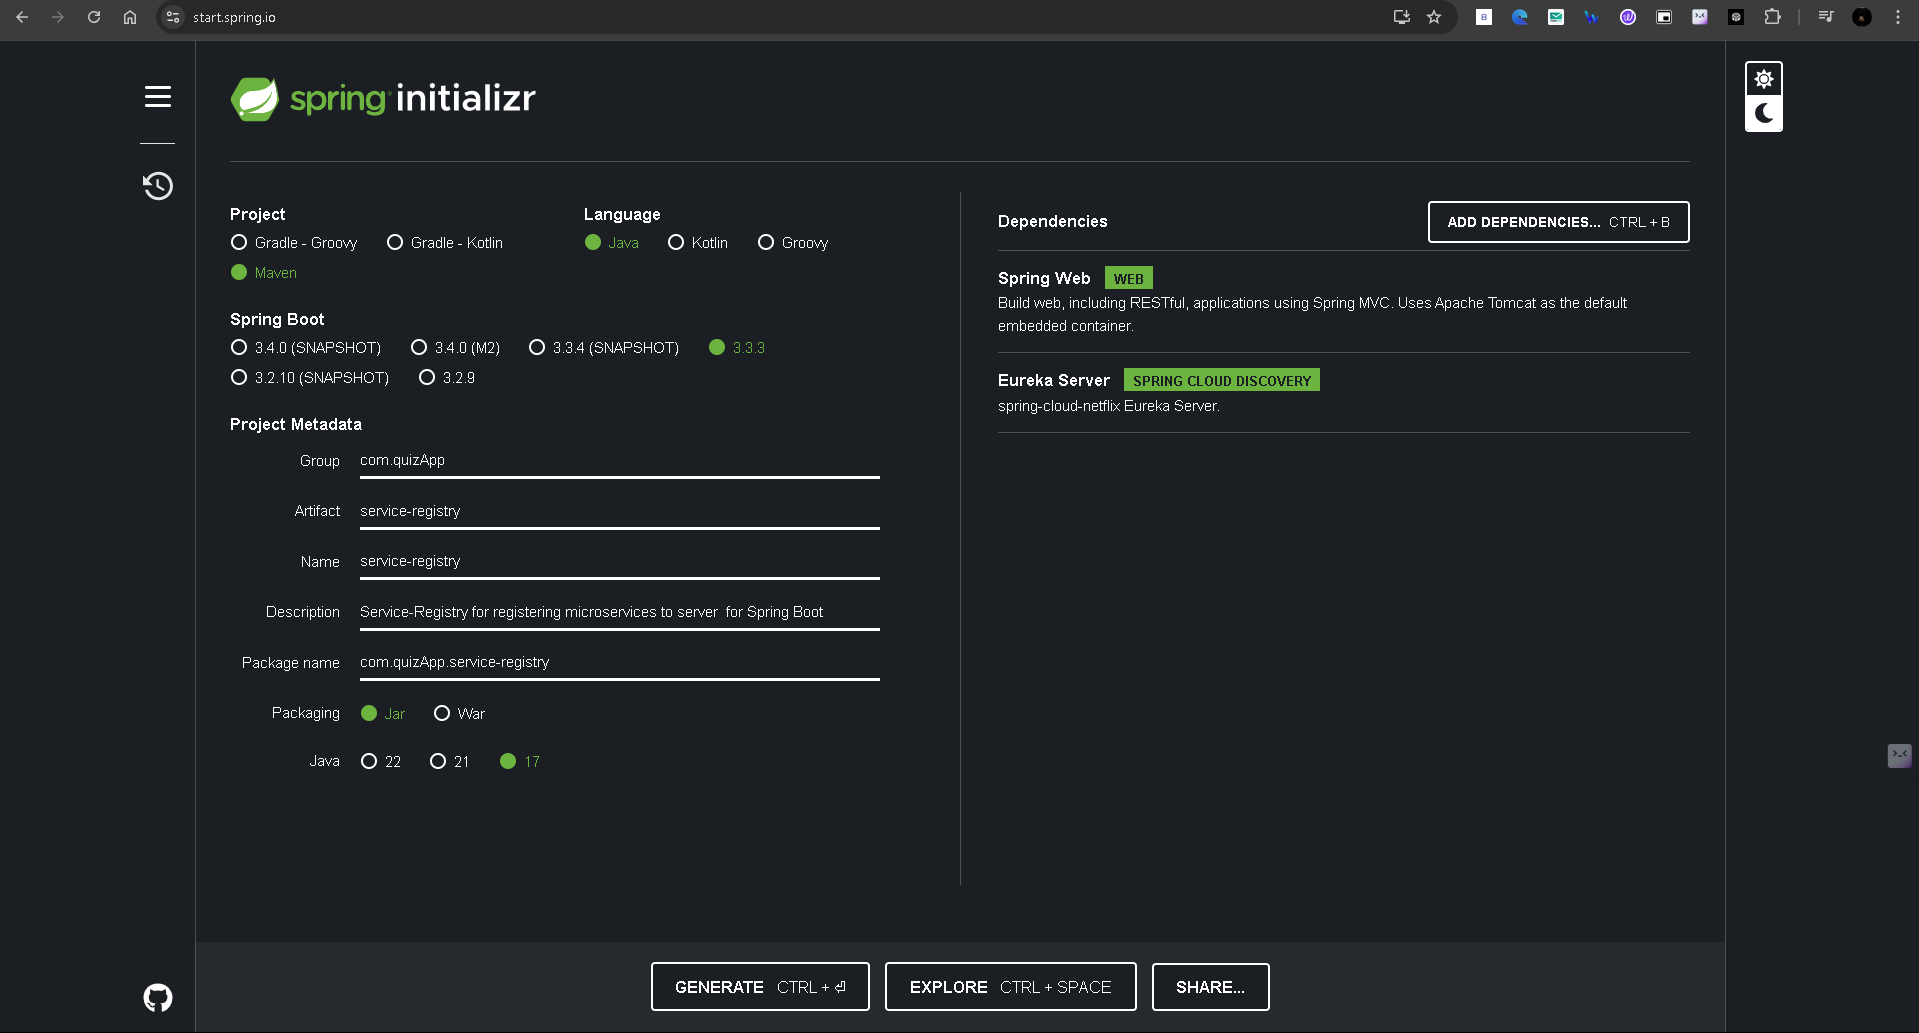 start.spring.io
spring initializr
Project
Gradle - Groovy Gradle - Kotlin
Maven
Language
Java Kotlin Groovy
Spring Boot
3.4.0 (SNAPSHOT) 3.4.0 (M2) 3.3.4 (SNAPSHOT) 3.3.3
3.2.10 (SNAPSHOT) 3.2.9
Project Metadata
Group com.quizApp
Artifact service-registry
Name service-registry
Description Service-Registry for registering microservices to server  for Spring Boot
Package name com.quizApp.service-registry
Packaging Jar War
Java 22 21 17
Dependencies ADD DEPENDENCIES... CTRL + B
Spring Web WEB
Build web, including RESTful, applications using Spring MVC. Uses Apache Tomcat as the default
embedded container.
Eureka Server SPRING CLOUD DISCOVERY
spring-cloud-netflix Eureka Server.
GENERATE CTRL + ⏎ EXPLORE CTRL + SPACE SHARE...